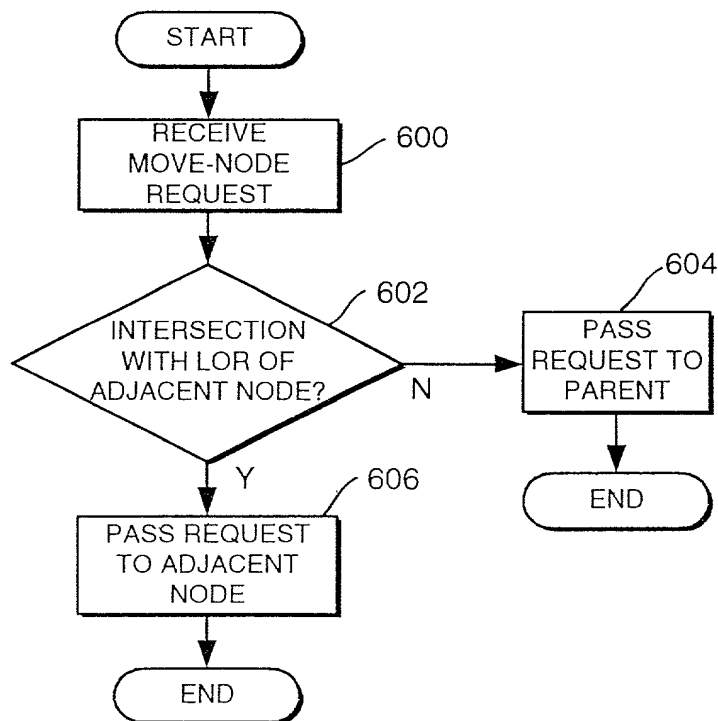 START
RECEIVE
MOVE-NODE
REQUEST
600
602
INTERSECTION
WITH LOR OF
ADJACENT NODE?
N
604
PASS
REQUEST TO
PARENT
END
Y
606
PASS REQUEST
TO ADJACENT
NODE
END